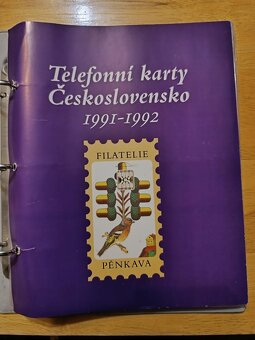 Telefonní karty
Československo
1991-1992
FILATELIE
PĚNKAVA